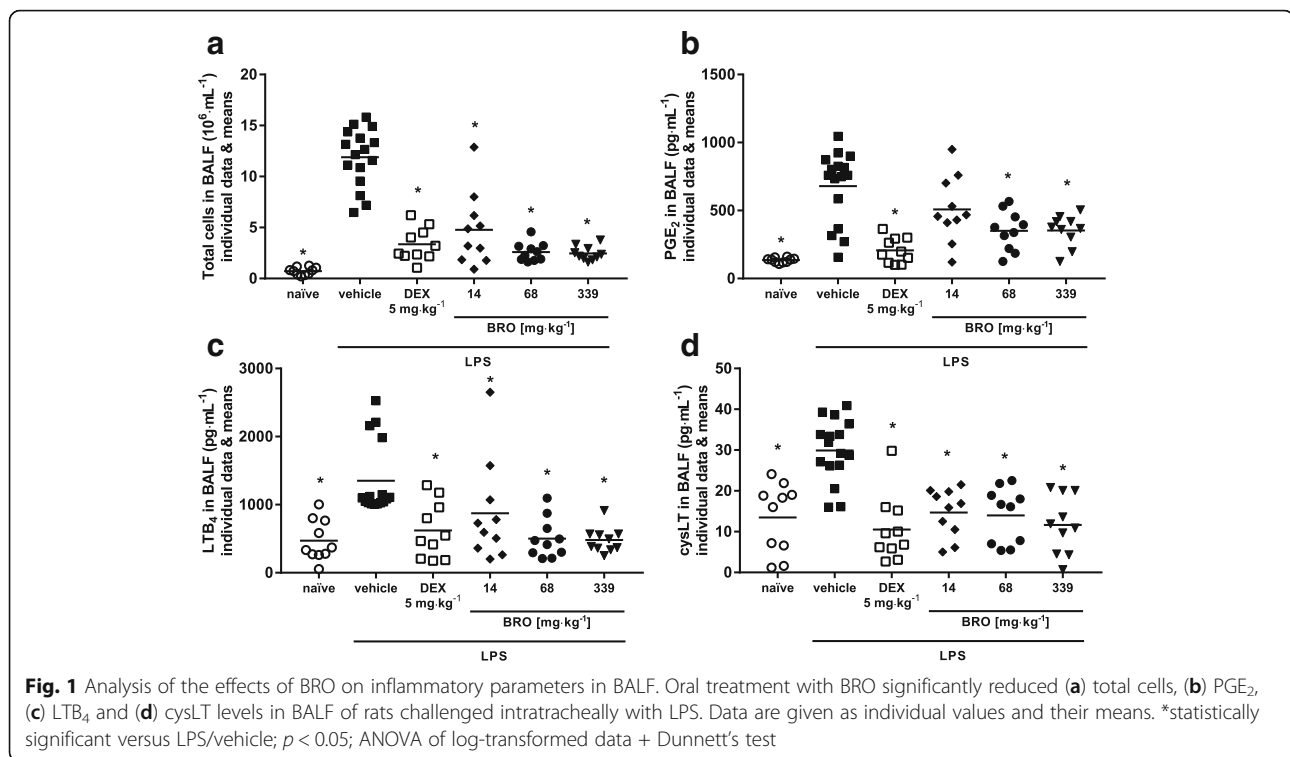 a
Total cells in BALF (10⁶·mL⁻¹)
individual data & means
20
15
10
5
0
* * * * *
naïve vehicle DEX 14 68 339
5 mg·kg⁻¹
BRO [mg·kg⁻¹]
LPS
b
PGE₂ in BALF (pg·mL⁻¹)
individual data & means
1500
1000
500
0
* * * *
naïve vehicle DEX 14 68 339
5 mg·kg⁻¹
BRO [mg·kg⁻¹]
LPS
c
LTB₄ in BALF (pg·mL⁻¹)
individual data & means
3000
2000
1000
0
* * * * *
naïve vehicle DEX 14 68 339
5 mg·kg⁻¹
BRO [mg·kg⁻¹]
LPS
d
cysLT in BALF (pg·mL⁻¹)
individual data & means
50
40
30
20
10
0
* * * * *
naïve vehicle DEX 14 68 339
5 mg·kg⁻¹
BRO [mg·kg⁻¹]
LPS
Fig. 1 Analysis of the effects of BRO on inflammatory parameters in BALF. Oral treatment with BRO significantly reduced (a) total cells, (b) PGE₂,
(c) LTB₄ and (d) cysLT levels in BALF of rats challenged intratracheally with LPS. Data are given as individual values and their means. *statistically
significant versus LPS/vehicle; p < 0.05; ANOVA of log-transformed data + Dunnett's test